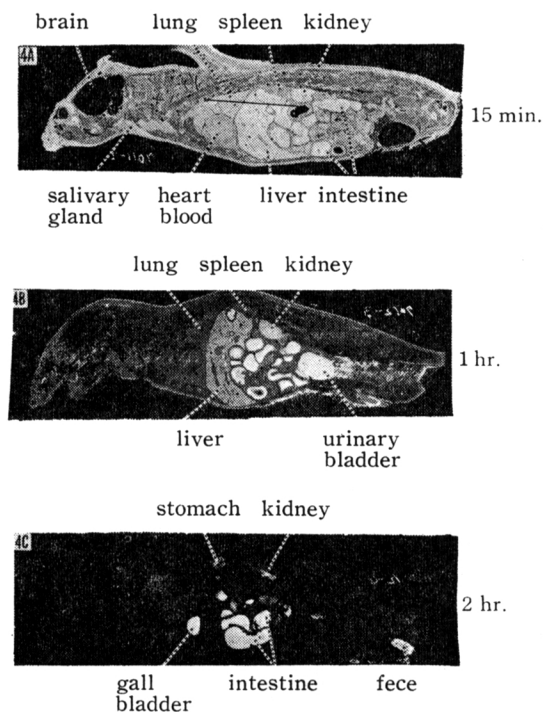 brain lung spleen kidney
4A
15 min.
salivary gland heart blood liver intestine
lung spleen kidney
4B
1 hr.
liver urinary bladder
stomach kidney
4C
2 hr.
gall bladder intestine fece